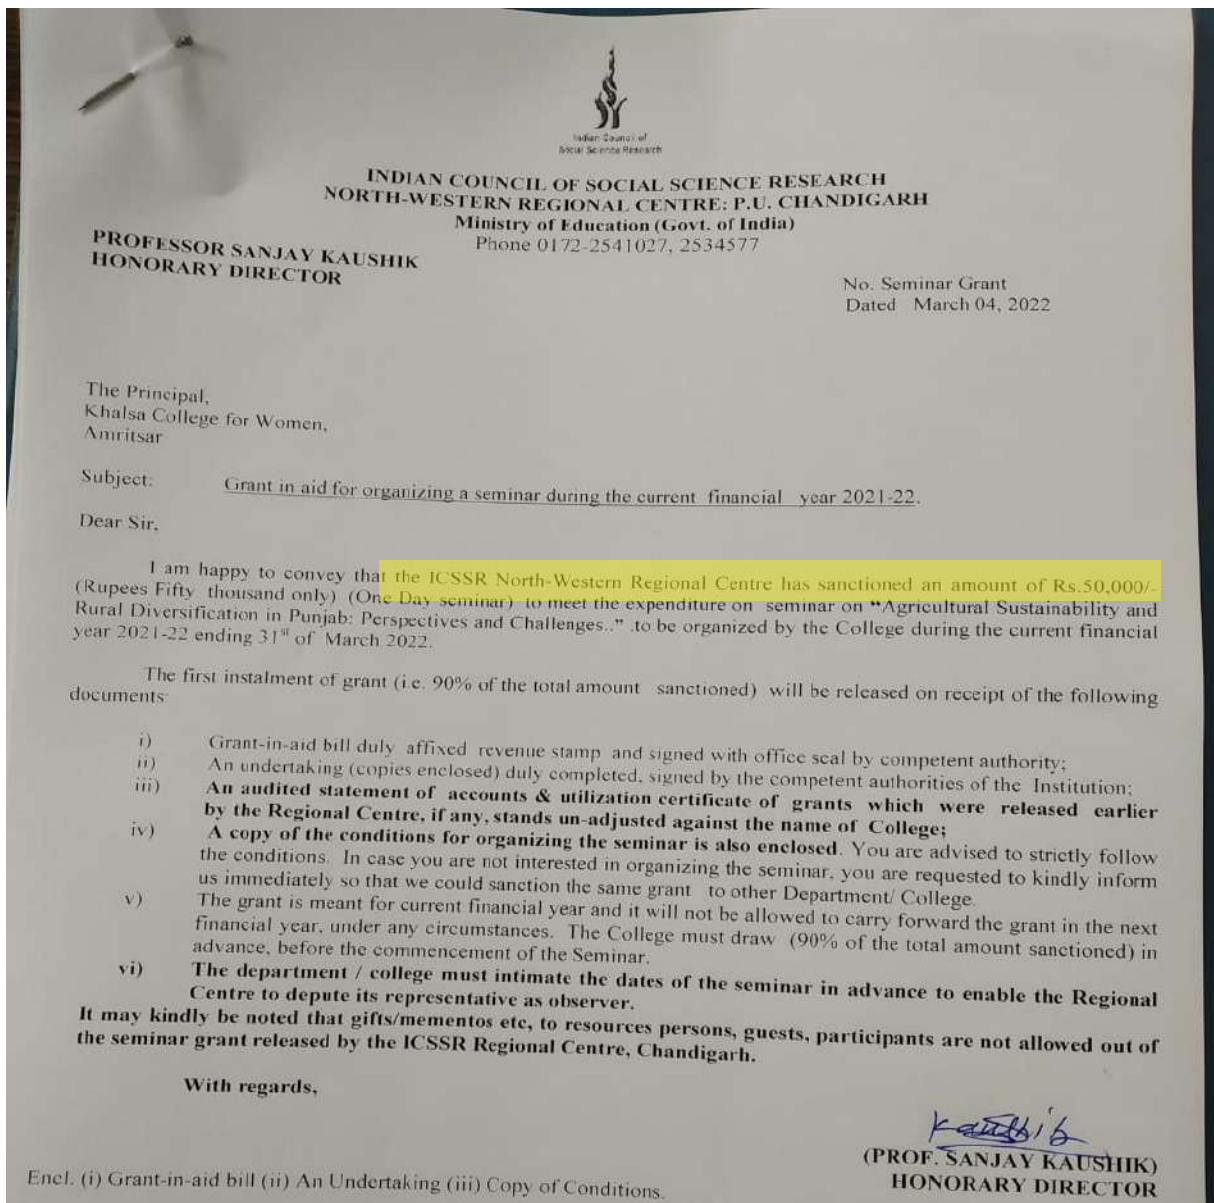 Indian Council of
Social Science Research
INDIAN COUNCIL OF SOCIAL SCIENCE RESEARCH
NORTH-WESTERN REGIONAL CENTRE: P.U. CHANDIGARH
Ministry of Education (Govt. of India)
Phone 0172-2541027, 2534577
PROFESSOR SANJAY KAUSHIK
HONORARY DIRECTOR
No. Seminar Grant
Dated March 04, 2022
The Principal,
Khalsa College for Women,
Amritsar
Subject: Grant in aid for organizing a seminar during the current financial year 2021-22.
Dear Sir,
I am happy to convey that the ICSSR North-Western Regional Centre has sanctioned an amount of Rs.50,000/-
(Rupees Fifty thousand only) (One Day seminar) to meet the expenditure on seminar on "Agricultural Sustainability and
Rural Diversification in Punjab: Perspectives and Challenges.." .to be organized by the College during the current financial
year 2021-22 ending 31st of March 2022.
The first instalment of grant (i.e. 90% of the total amount sanctioned) will be released on receipt of the following
documents:
i) Grant-in-aid bill duly affixed revenue stamp and signed with office seal by competent authority;
ii) An undertaking (copies enclosed) duly completed, signed by the competent authorities of the Institution;
iii) An audited statement of accounts & utilization certificate of grants which were released earlier
by the Regional Centre, if any, stands un-adjusted against the name of College;
iv) A copy of the conditions for organizing the seminar is also enclosed. You are advised to strictly follow
the conditions. In case you are not interested in organizing the seminar, you are requested to kindly inform
us immediately so that we could sanction the same grant to other Department/ College.
v) The grant is meant for current financial year and it will not be allowed to carry forward the grant in the next
financial year, under any circumstances. The College must draw (90% of the total amount sanctioned) in
advance, before the commencement of the Seminar.
vi) The department / college must intimate the dates of the seminar in advance to enable the Regional
Centre to depute its representative as observer.
It may kindly be noted that gifts/mementos etc, to resources persons, guests, participants are not allowed out of
the seminar grant released by the ICSSR Regional Centre, Chandigarh.
With regards,
Kaushik
(PROF. SANJAY KAUSHIK)
HONORARY DIRECTOR
Encl. (i) Grant-in-aid bill (ii) An Undertaking (iii) Copy of Conditions.